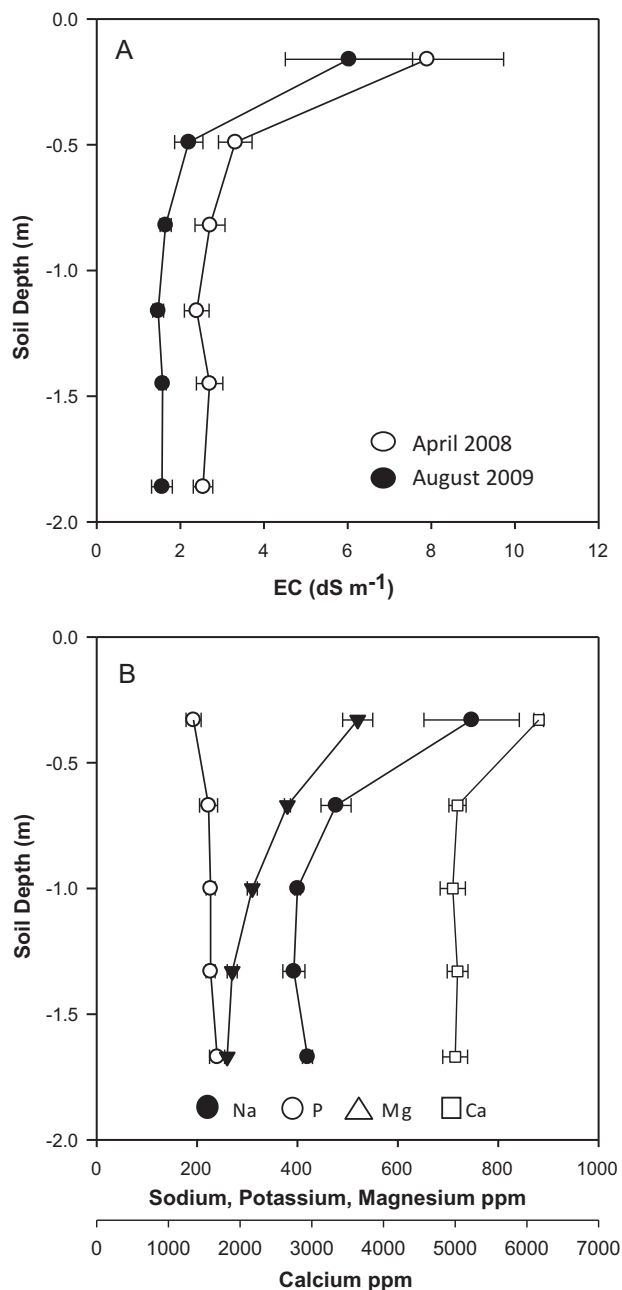 A
0.0
-0.5
-1.0
-1.5
-2.0
Soil Depth (m)
April 2008
August 2009
0 2 4 6 8 10 12
EC (dS m-1)
B
0.0
-0.5
-1.0
-1.5
-2.0
Soil Depth (m)
Na P Mg Ca
0 200 400 600 800 1000
Sodium, Potassium, Magnesium ppm
0 1000 2000 3000 4000 5000 6000 7000
Calcium ppm